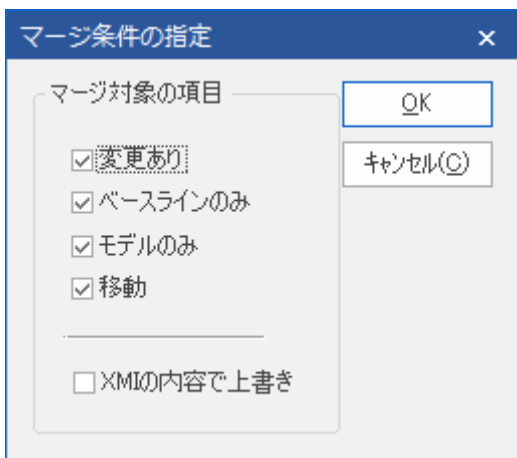 マージ条件の指定
マージ対象の項目
OK
変更あり
キャンセル(C)
ベースラインのみ
モデルのみ
移動
XMIの内容で上書き